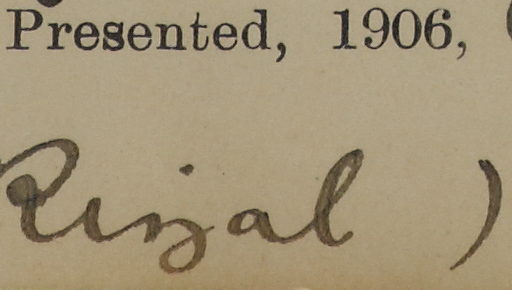 Presented, 1906, (
Rizal )